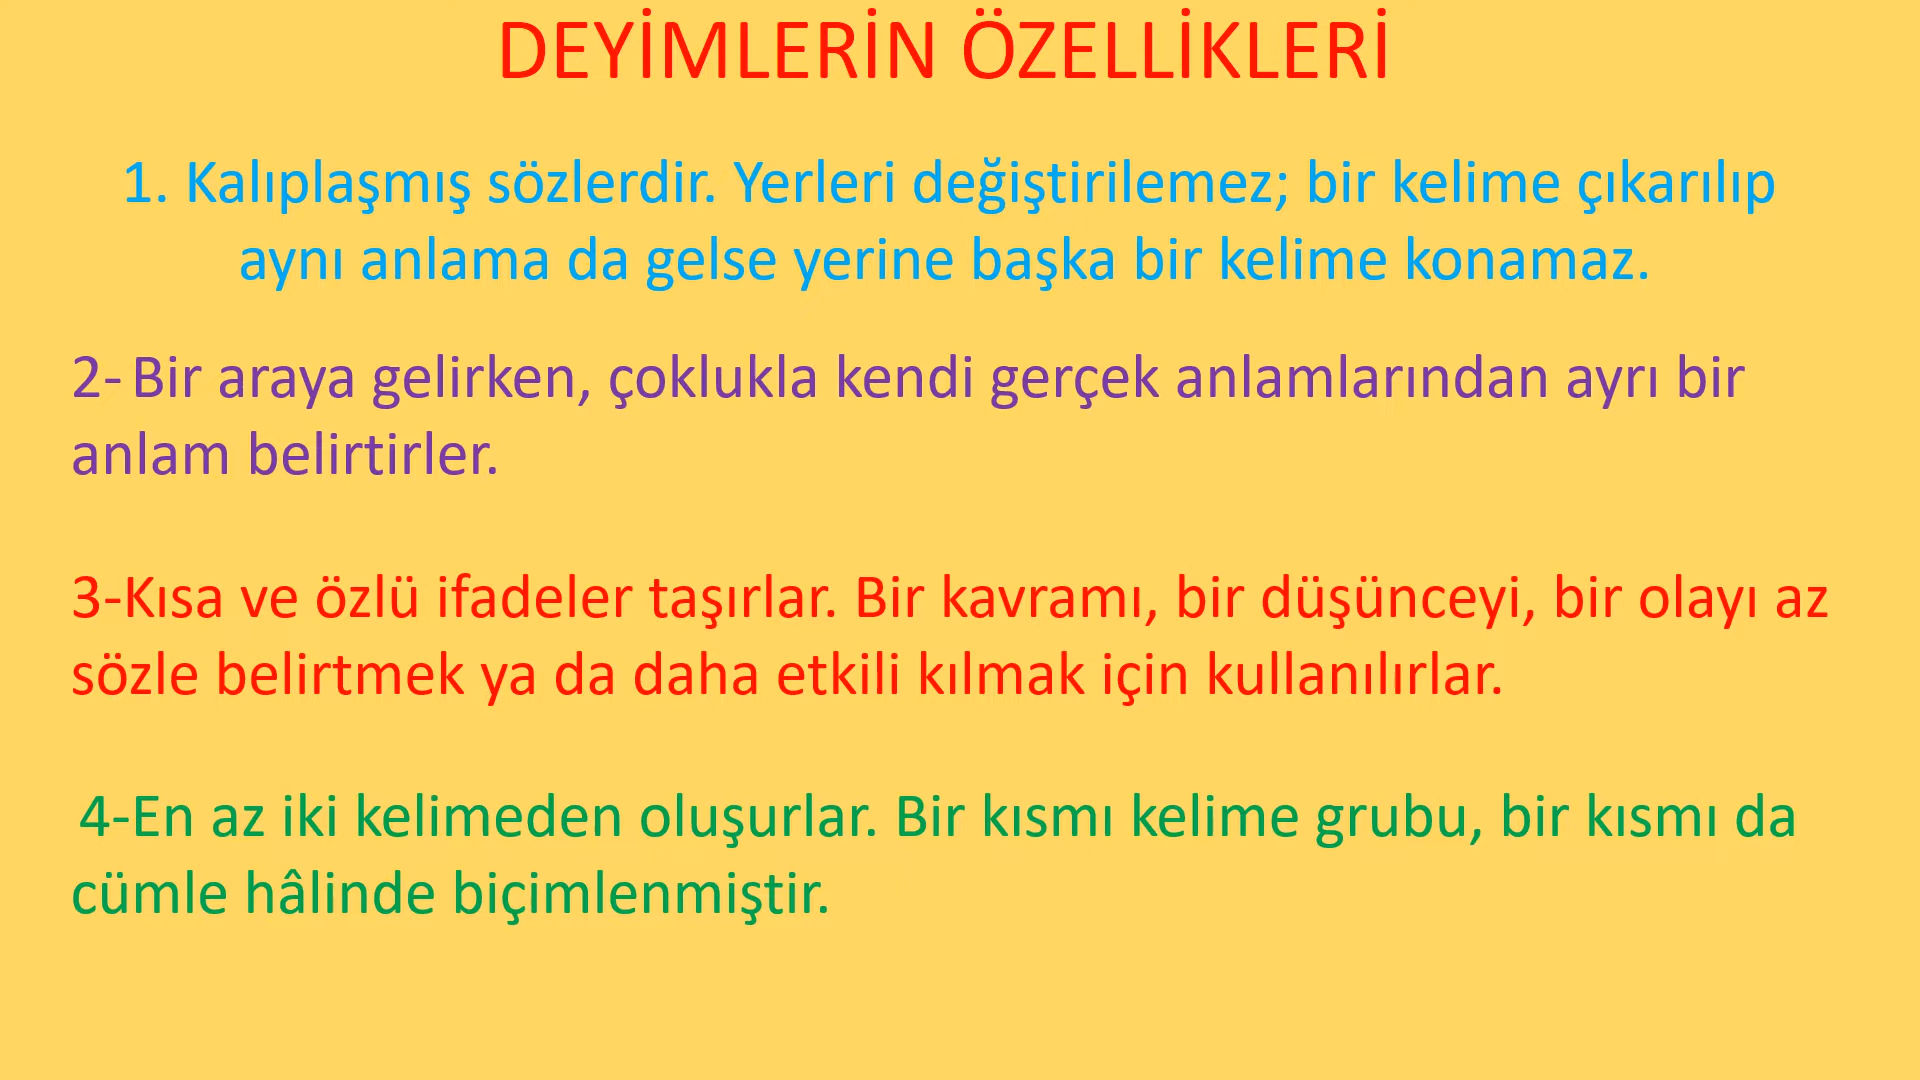 DEYİMLERİN ÖZELLİKLERİ
1. Kalıplaşmış sözlerdir. Yerleri değiştirilemez; bir kelime çıkarılıp
aynı anlama da gelse yerine başka bir kelime konamaz.
2- Bir araya gelirken, çoklukla kendi gerçek anlamlarından ayrı bir
anlam belirtirler.
3-Kısa ve özlü ifadeler taşırlar. Bir kavramı, bir düşünceyi, bir olayı az
sözle belirtmek ya da daha etkili kılmak için kullanılırlar.
4-En az iki kelimeden oluşurlar. Bir kısmı kelime grubu, bir kısmı da
cümle hâlinde biçimlenmiştir.